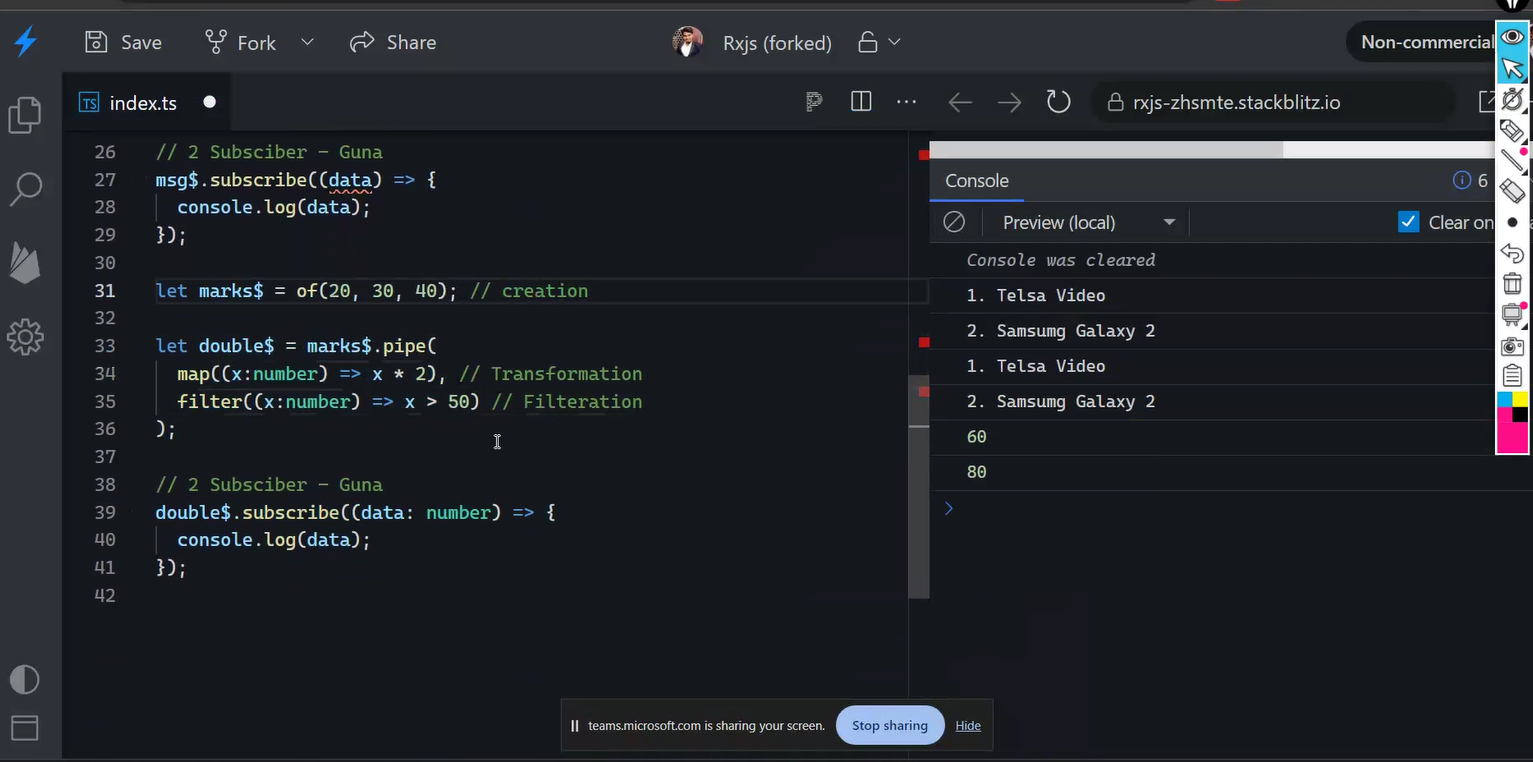 Save Fork Share Rxjs (forked) Non-commercial
TS index.ts rxjs-zhsmte.stackblitz.io
26 // 2 Subsciber - Guna
27 msg$.subscribe((data) => {
28 console.log(data);
29 });
30
31 let marks$ = of(20, 30, 40); // creation
32
33 let double$ = marks$.pipe(
34 map((x:number) => x * 2), // Transformation
35 filter((x:number) => x > 50) // Filteration
36 );
37
38 // 2 Subsciber - Guna
39 double$.subscribe((data: number) => {
40 console.log(data);
41 });
42
Console 6
Preview (local) Clear on
Console was cleared
1. Telsa Video
2. Samsumg Galaxy 2
1. Telsa Video
2. Samsumg Galaxy 2
60
80
teams.microsoft.com is sharing your screen. Stop sharing Hide